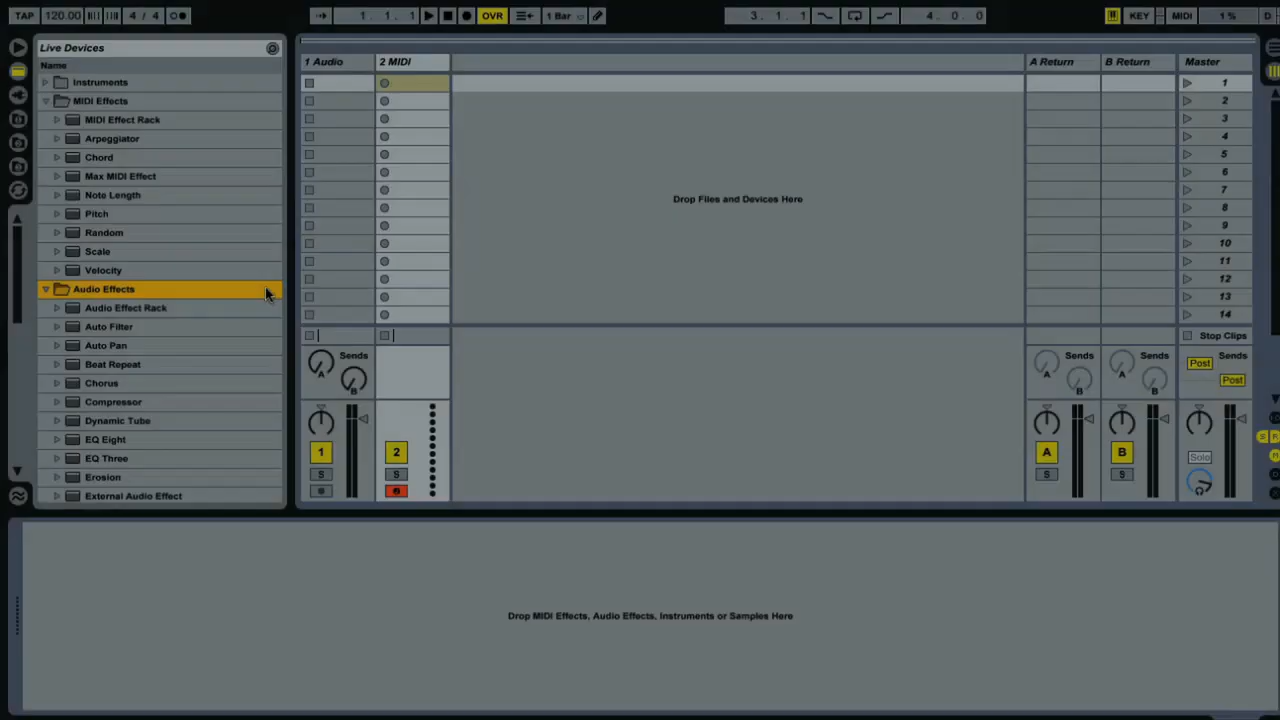 TAP 120.00 4 / 4 1. 1. 1 OVR 1 Bar 3. 1. 1 4. 0. 0 KEY MIDI 1 % D
Live Devices
Name
Instruments
MIDI Effects
MIDI Effect Rack
Arpeggiator
Chord
Max MIDI Effect
Note Length
Pitch
Random
Scale
Velocity
Audio Effects
Audio Effect Rack
Auto Filter
Auto Pan
Beat Repeat
Chorus
Compressor
Dynamic Tube
EQ Eight
EQ Three
Erosion
External Audio Effect
1 Audio 2 MIDI A Return B Return Master
1
2
3
4
5
6
7
8
9
10
11
12
13
14
Drop Files and Devices Here
Stop Clips
Sends Sends Sends Sends
A B A B A B Post Post
1 2 A B Solo
S S S S
Drop MIDI Effects, Audio Effects, Instruments or Samples Here